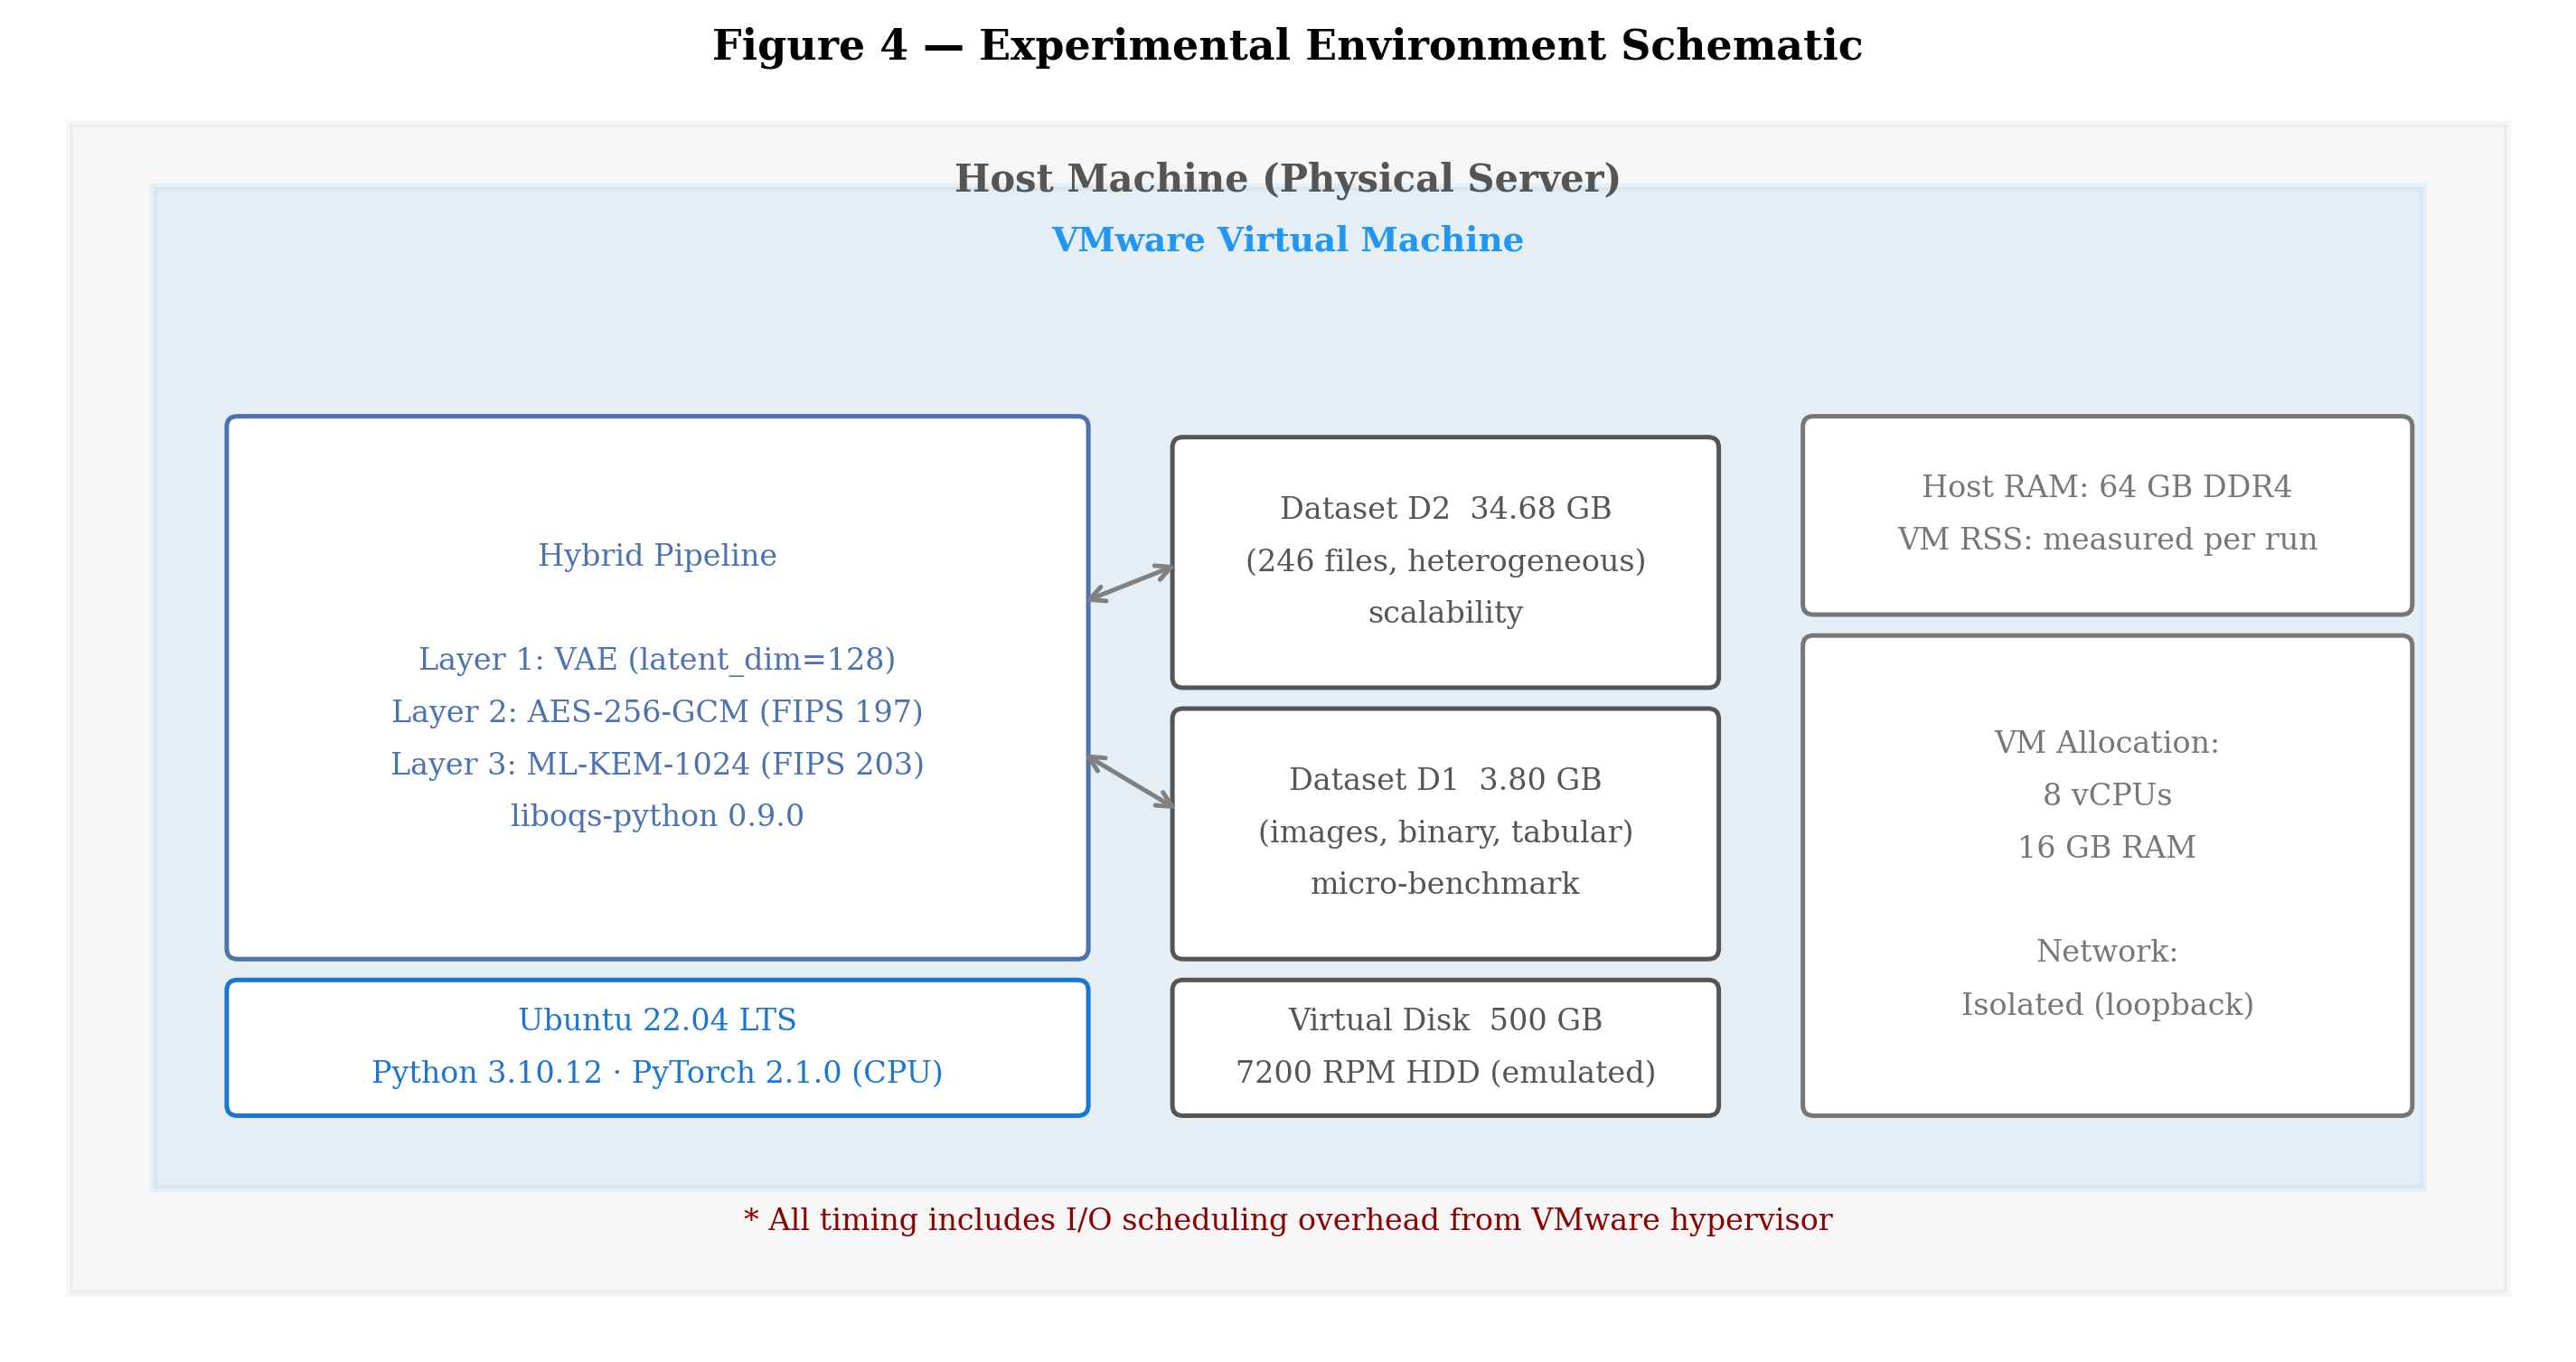 Figure 4 — Experimental Environment Schematic
Host Machine (Physical Server)
VMware Virtual Machine
Hybrid Pipeline
Layer 1: VAE (latent_dim=128)
Layer 2: AES-256-GCM (FIPS 197)
Layer 3: ML-KEM-1024 (FIPS 203)
liboqs-python 0.9.0
Ubuntu 22.04 LTS
Python 3.10.12 · PyTorch 2.1.0 (CPU)
Dataset D2  34.68 GB
(246 files, heterogeneous)
scalability
Dataset D1  3.80 GB
(images, binary, tabular)
micro-benchmark
Virtual Disk  500 GB
7200 RPM HDD (emulated)
Host RAM: 64 GB DDR4
VM RSS: measured per run
VM Allocation:
8 vCPUs
16 GB RAM
Network:
Isolated (loopback)
* All timing includes I/O scheduling overhead from VMware hypervisor